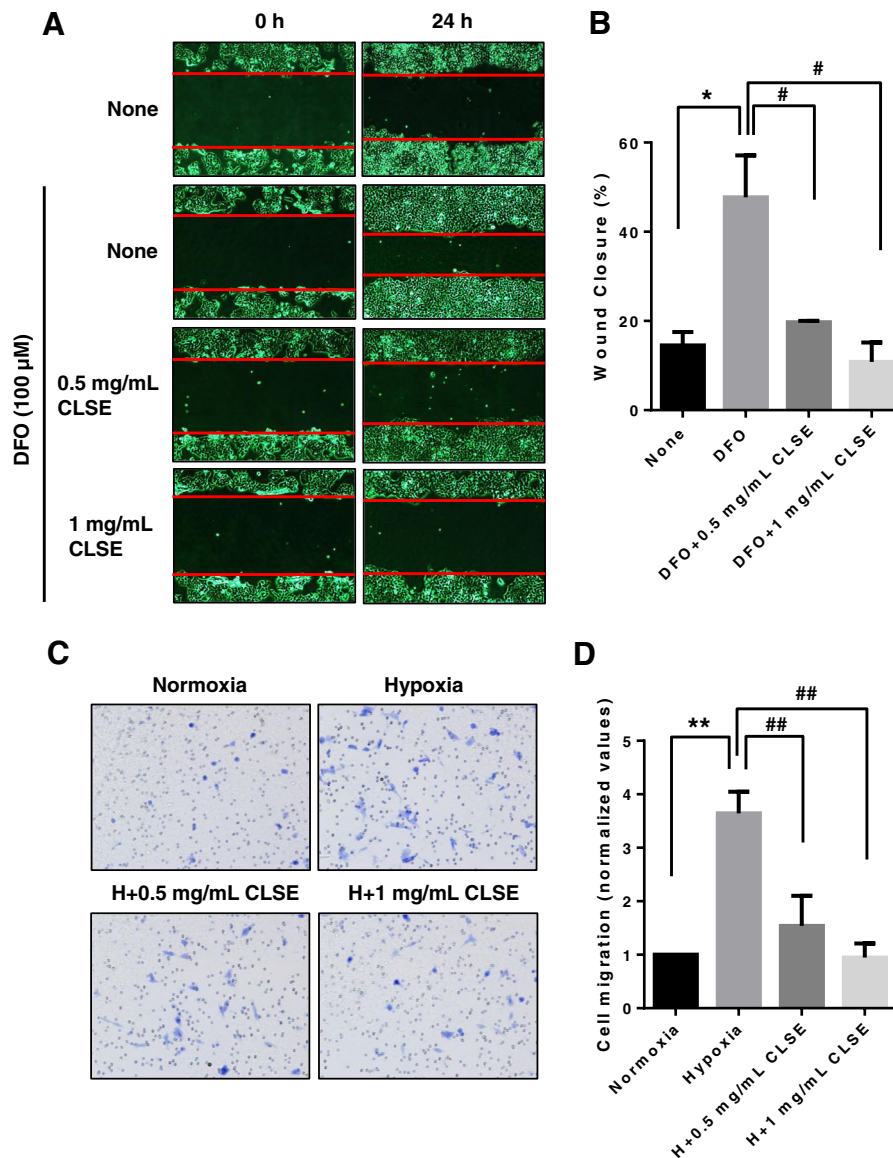 A
0 h
24 h
None
DFO (100 µM)
None
0.5 mg/mL
CLSE
1 mg/mL
CLSE
B
Wound Closure (%)
60
40
20
0
*
#
#
None
DFO
DFO+0.5 mg/mL CLSE
DFO+1 mg/mL CLSE
C
Normoxia
Hypoxia
H+0.5 mg/mL CLSE
H+1 mg/mL CLSE
D
Cell migration (normalized values)
5
4
3
2
1
0
**
##
##
Normoxia
Hypoxia
H+0.5 mg/mL CLSE
H+1 mg/mL CLSE